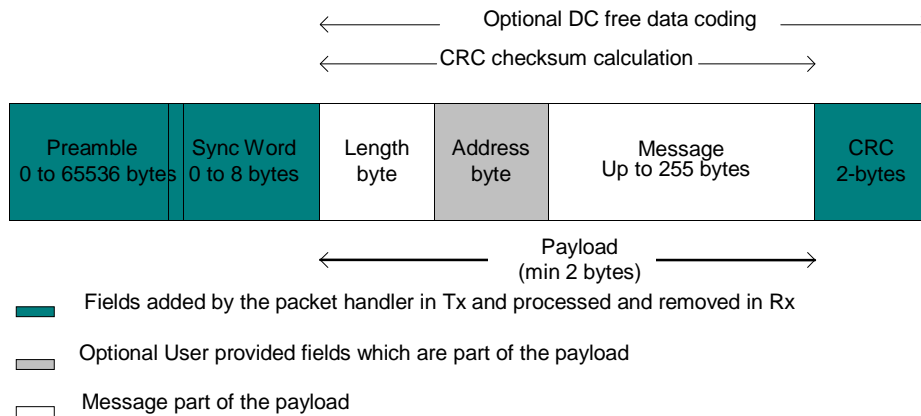 Optional DC free data coding
CRC checksum calculation
Preamble
0 to 65536 bytes
Sync Word
0 to 8 bytes
Length
byte
Address
byte
Message
Up to 255 bytes
CRC
2-bytes
Payload
(min 2 bytes)
Fields added by the packet handler in Tx and processed and removed in Rx
Optional User provided fields which are part of the payload
Message part of the payload